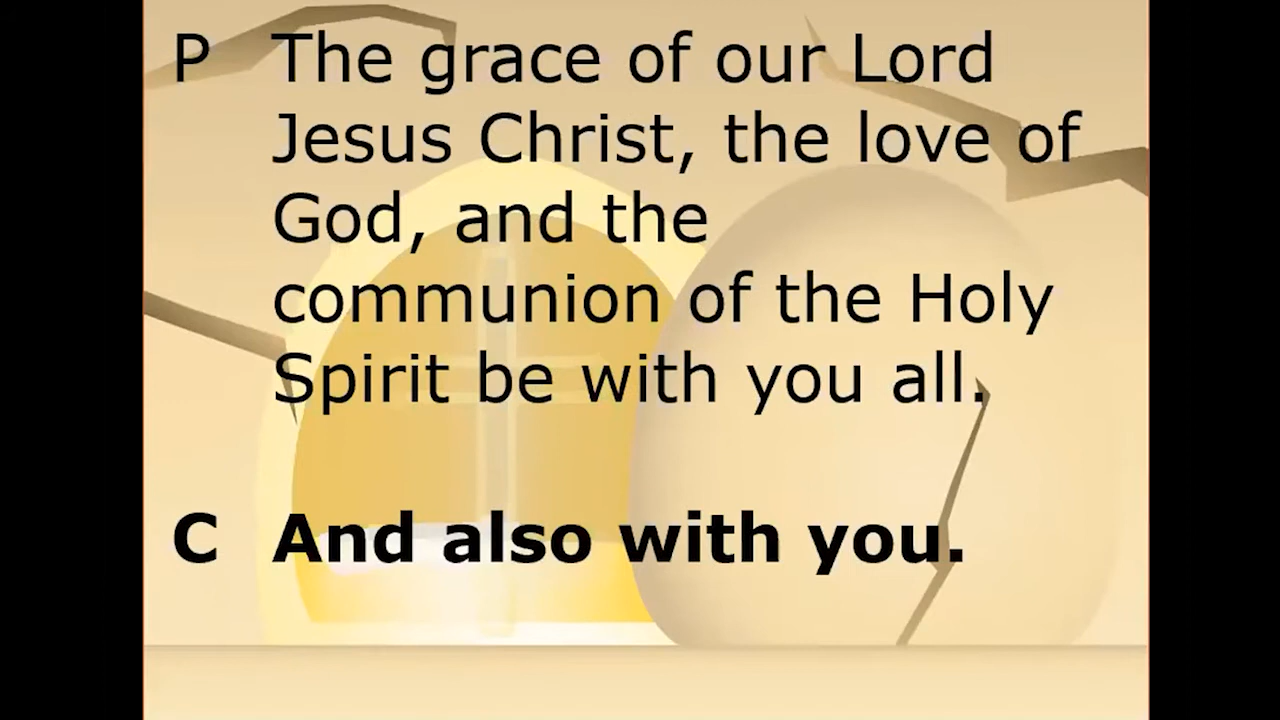 P The grace of our Lord
Jesus Christ, the love of
God, and the
communion of the Holy
Spirit be with you all.
C And also with you.